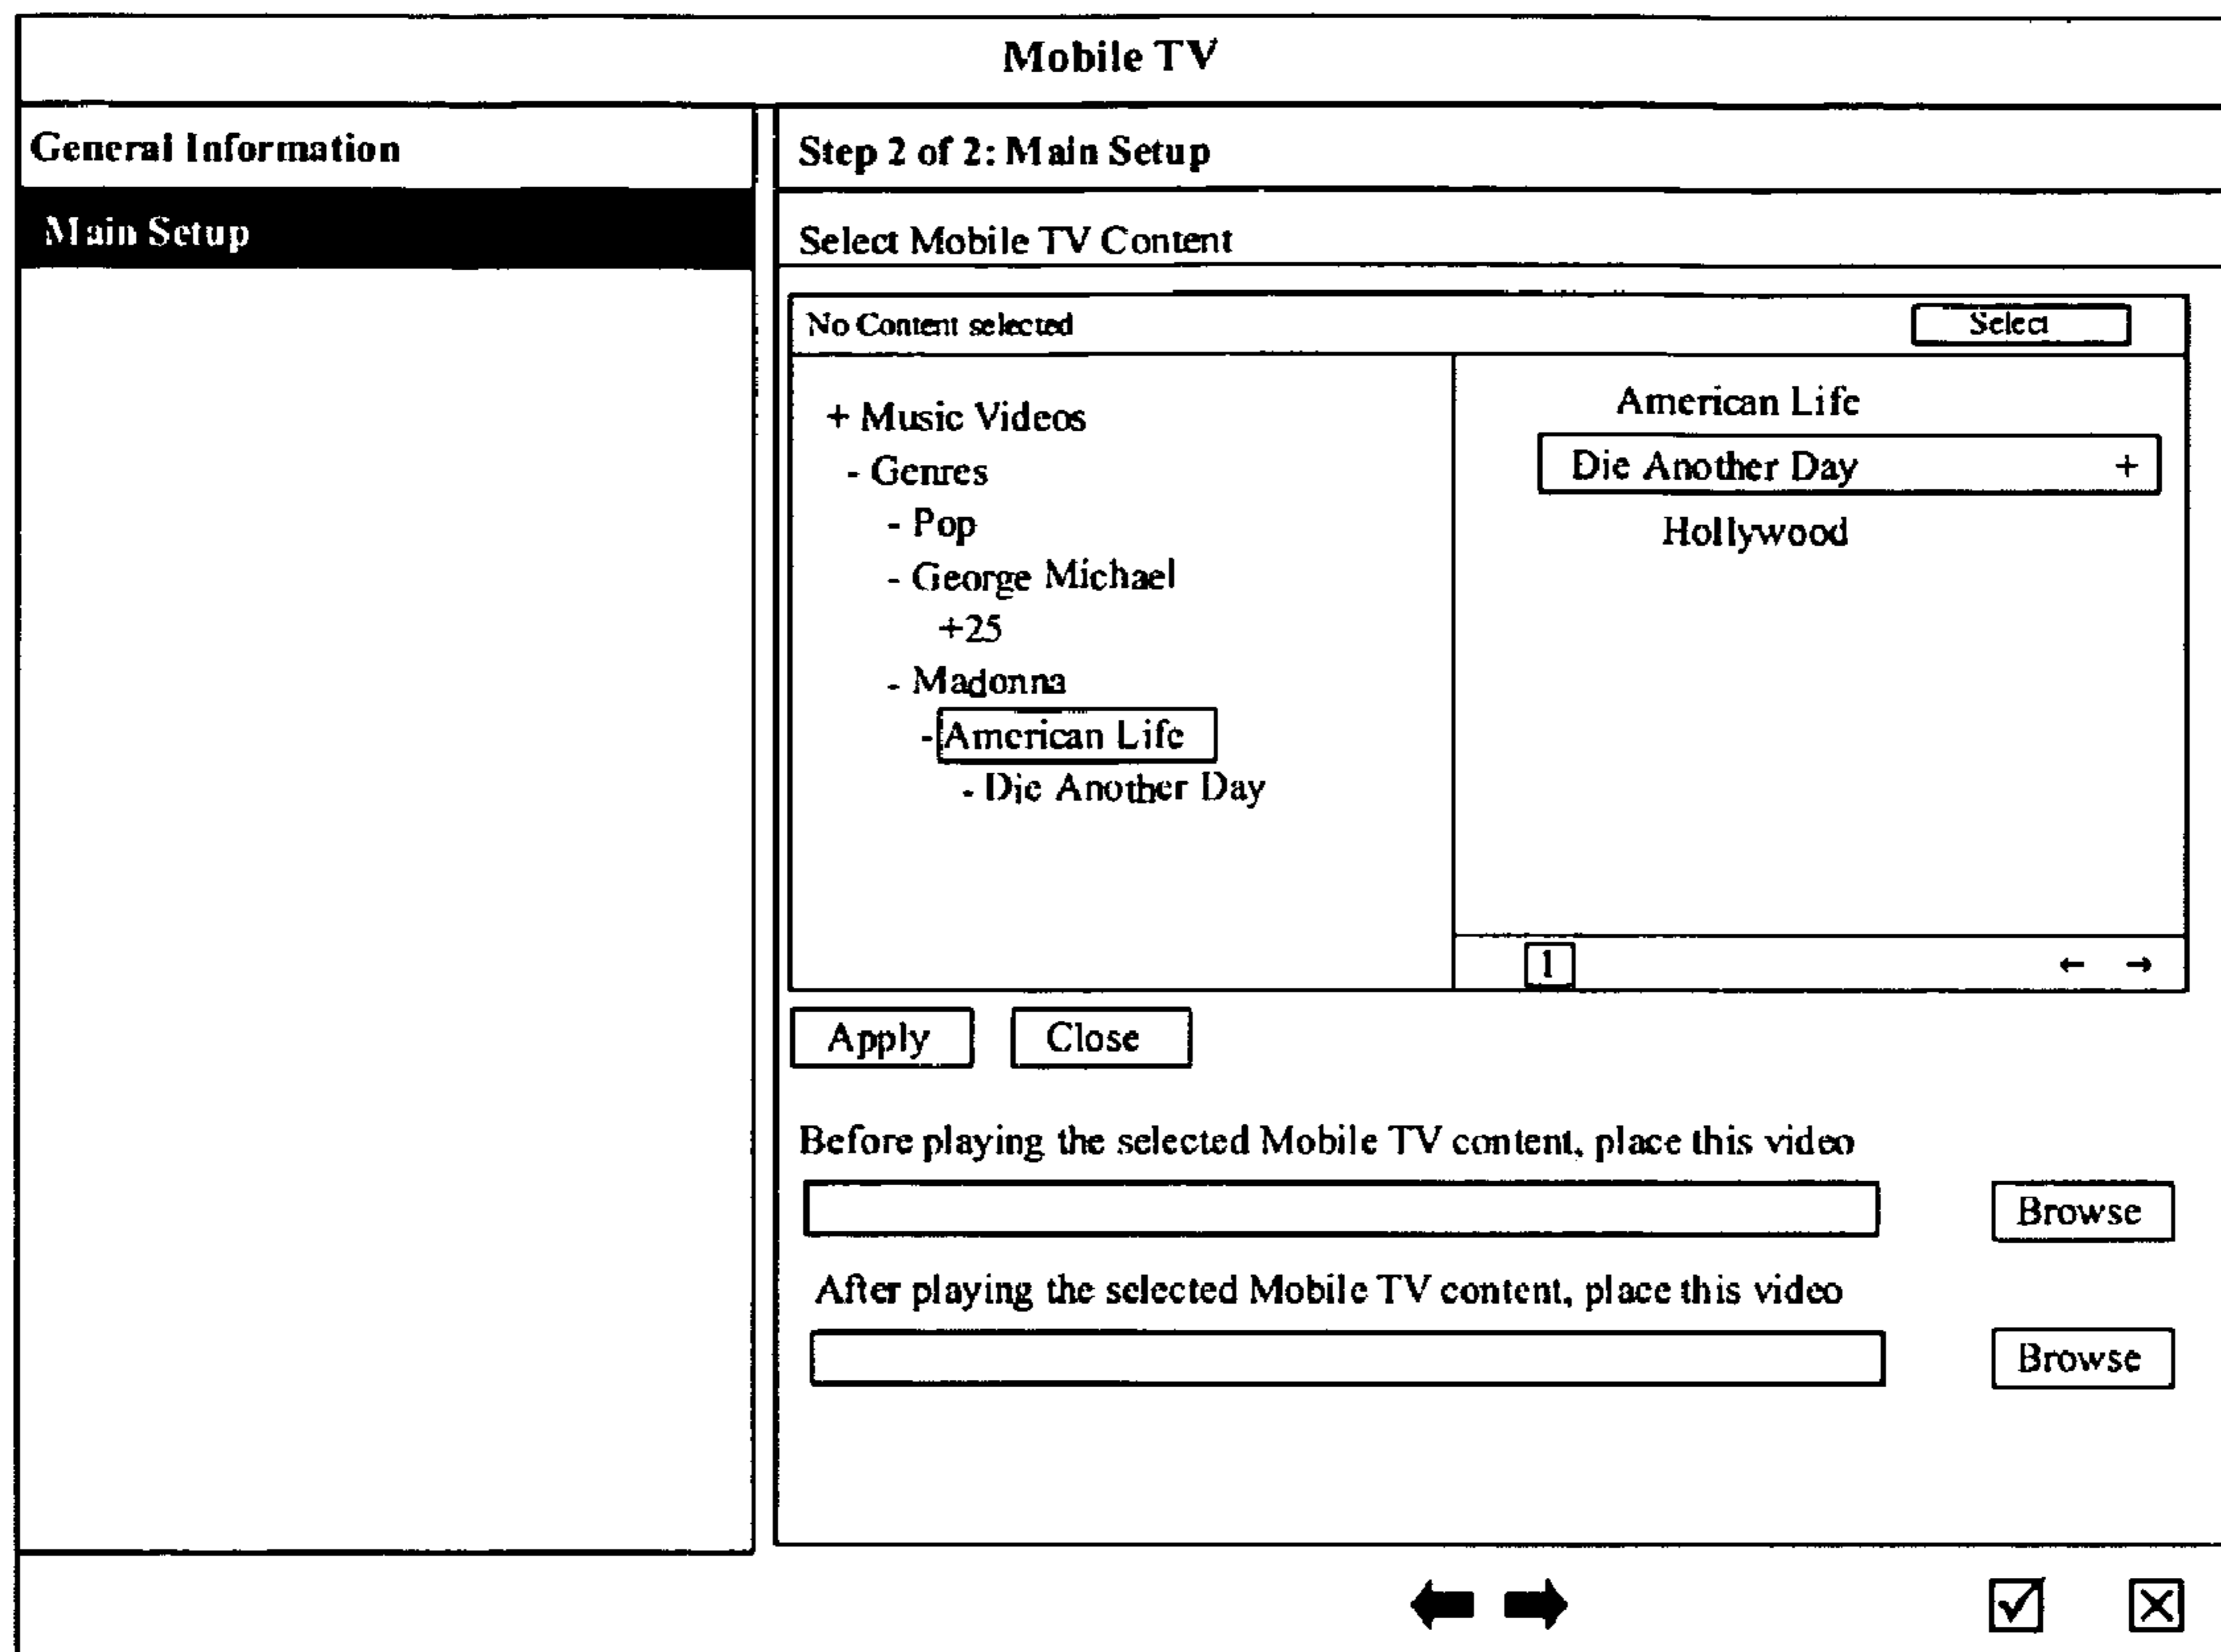 Mobile TV
General Information
Main Setup
Step 2 of 2: Main Setup
Select Mobile TV Content
No Content selected
Select
+ Music Videos
- Genres
- Pop
- George Michael
+25
- Madonna
- American Life
- Die Another Day
American Life
Die Another Day +
Hollywood
1 ← →
Apply Close
Before playing the selected Mobile TV content, place this video
Browse
After playing the selected Mobile TV content, place this video
Browse